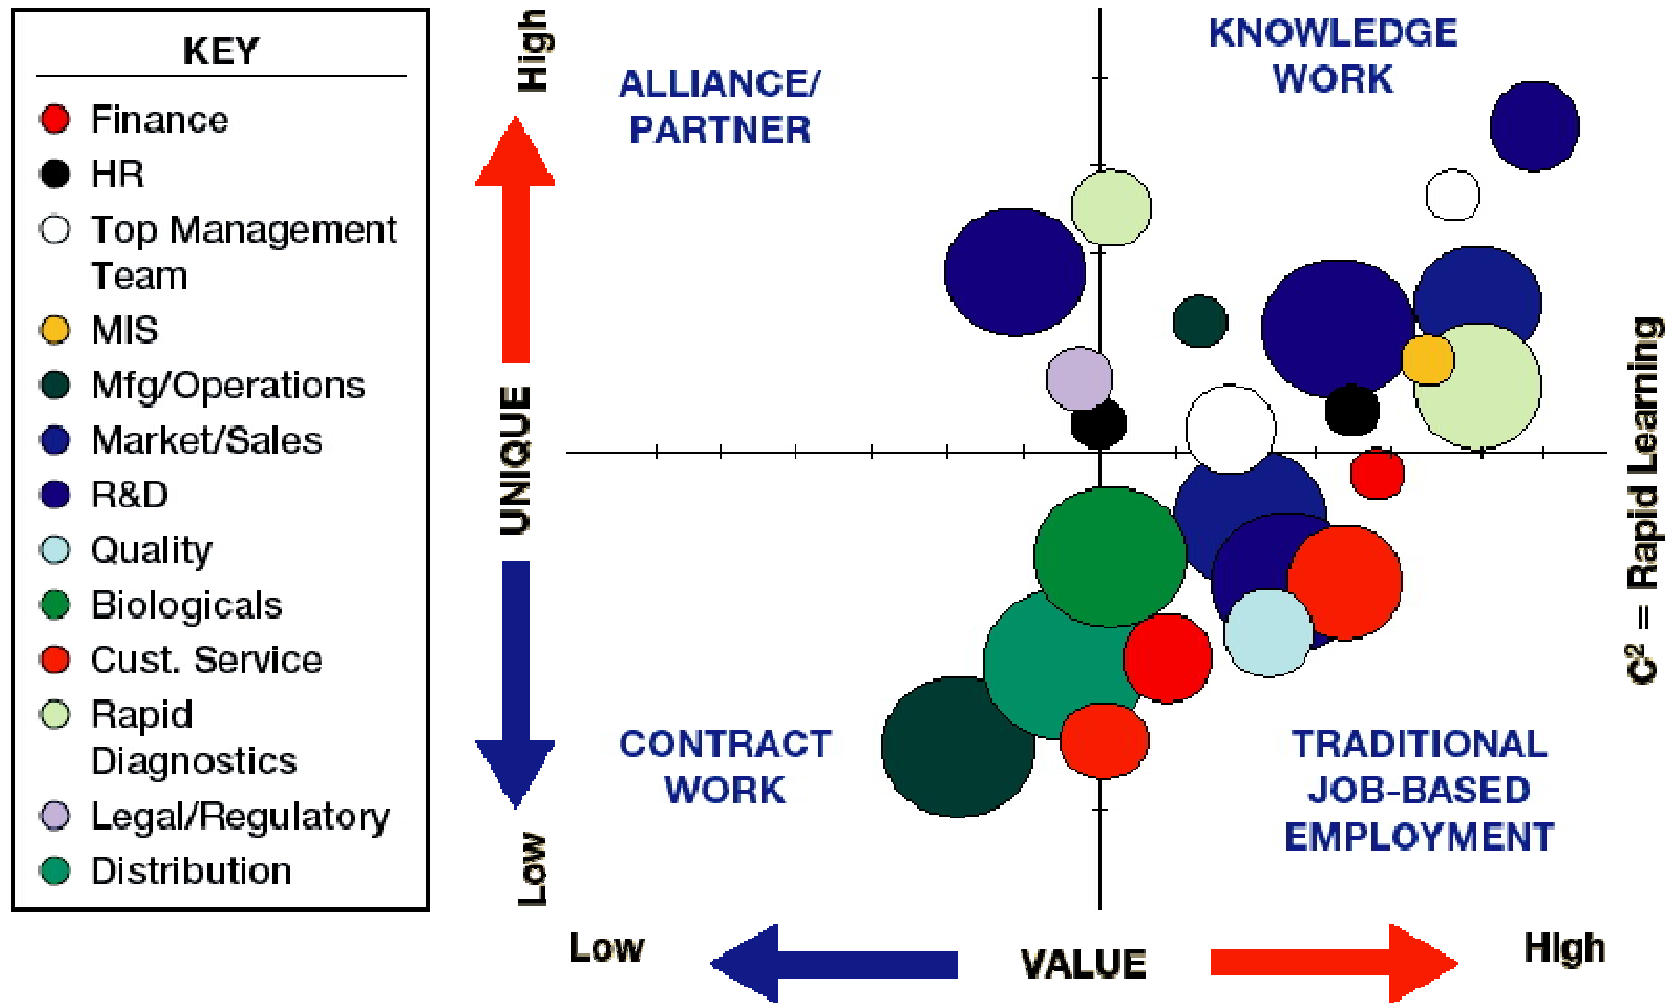 KEY
Finance
HR
Top Management
Team
MIS
Mfg/Operations
Market/Sales
R&D
Quality
Biologicals
Cust. Service
Rapid
Diagnostics
Legal/Regulatory
Distribution
High
UNIQUE
Low
ALLIANCE/
PARTNER
KNOWLEDGE
WORK
CONTRACT
WORK
TRADITIONAL
JOB-BASED
EMPLOYMENT
C² = Rapid Learning
Low
VALUE
HIgh